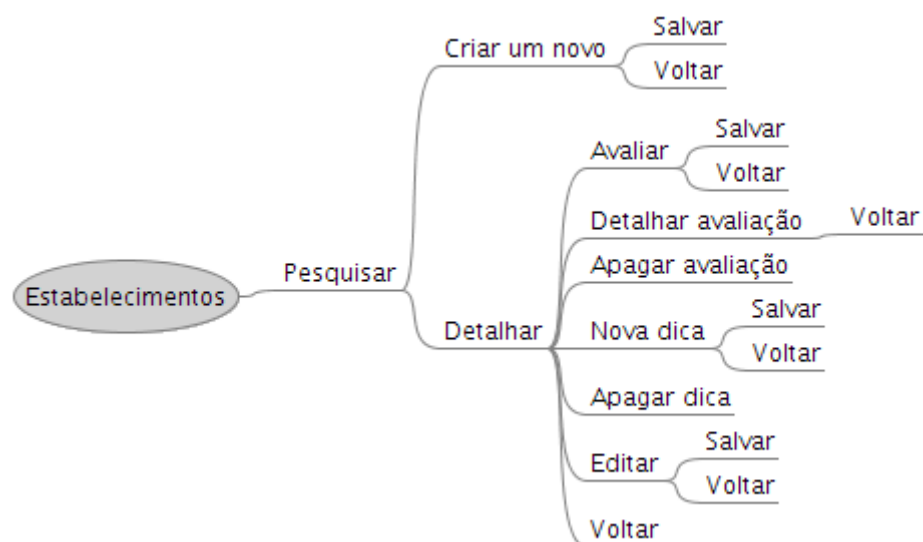 Estabelecimentos
Pesquisar
Criar um novo
Salvar
Voltar
Detalhar
Avaliar
Salvar
Voltar
Detalhar avaliação
Voltar
Apagar avaliação
Nova dica
Salvar
Voltar
Apagar dica
Editar
Salvar
Voltar
Voltar